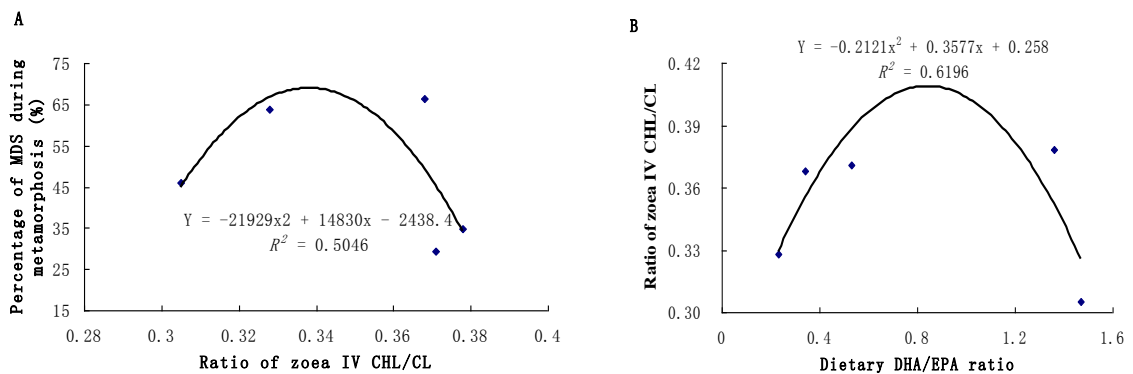 A
Percentage of MDS during
metamorphosis (%)
75
65
55
45
35
25
15
Y = -21929x2 + 14830x - 2438.4
R² = 0.5046
0.28
0.3
0.32
0.34
0.36
0.38
0.4
Ratio of zoea IV CHL/CL
B
Y = -0.2121x² + 0.3577x + 0.258
R² = 0.6196
Ratio of zoea IV CHL/CL
0.42
0.39
0.36
0.33
0.30
0
0.4
0.8
1.2
1.6
Dietary DHA/EPA ratio